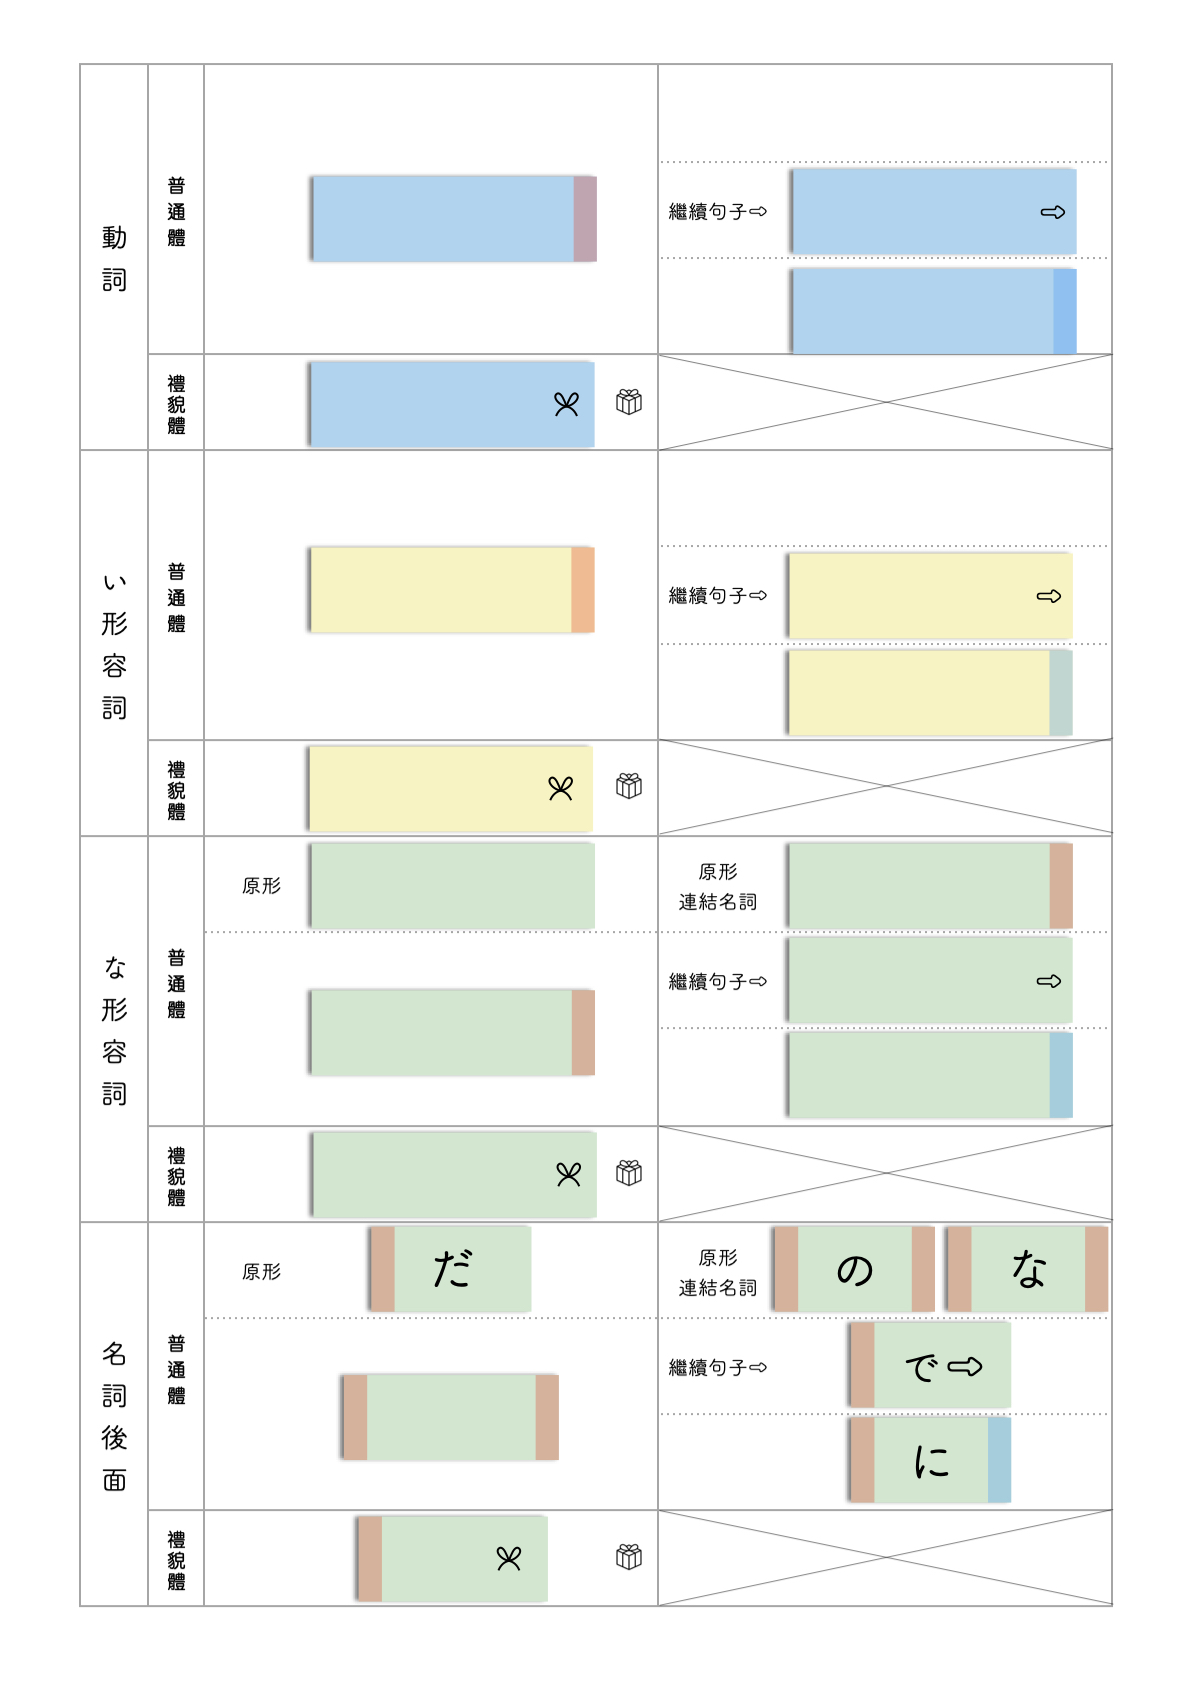 動詞
普通體
繼續句子⇨
⇨
禮貌體
い形容詞
普通體
繼續句子⇨
⇨
禮貌體
な形容詞
普通體
原形
原形
連結名詞
繼續句子⇨
⇨
禮貌體
名詞後面
普通體
原形
だ
原形
連結名詞
の
な
繼續句子⇨
で⇨
に
禮貌體